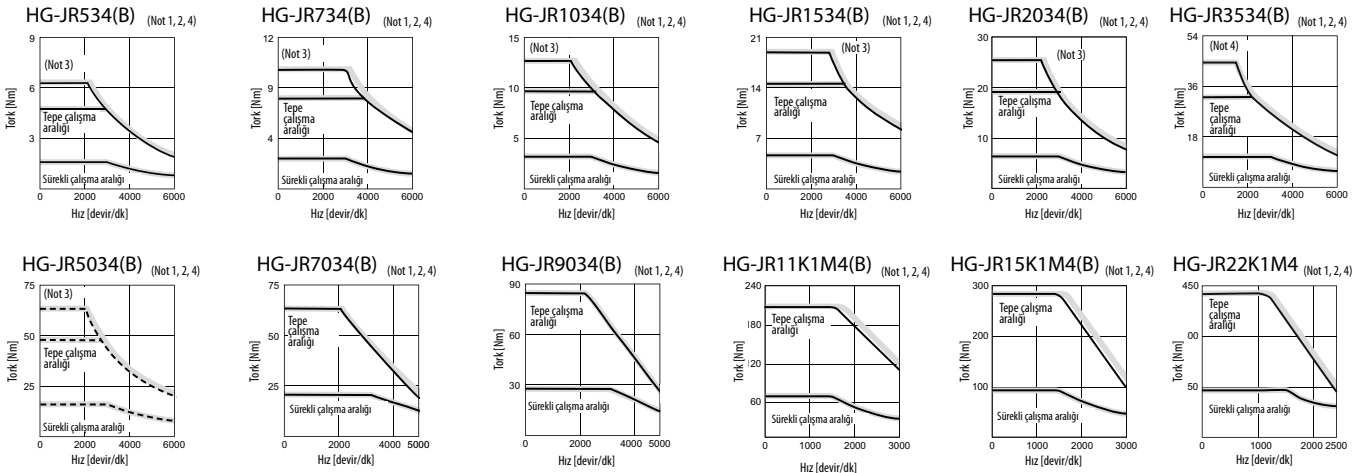 HG-JR534(B) (Not 1, 2, 4)
9
6
3
0 2000 4000 6000
Tork [Nm]
(Not 3)
Tepe çalışma
aralığı
Sürekli çalışma aralığı
Hız [devir/dk]
HG-JR734(B) (Not 1, 2, 4)
12
9
4
0 2000 4000 6000
Tork [Nm]
(Not 3)
Tepe
çalışma
aralığı
Sürekli çalışma aralığı
Hız [devir/dk]
HG-JR1034(B) (Not 1, 2, 4)
15
10
5
0
0 2000 4000 6000
Tork [Nm]
(Not 3)
Tepe çalışma
aralığı
Sürekli çalışma aralığı
Hız [devir/dk]
HG-JR1534(B) (Not 1, 2, 4)
21
14
7
0 2000 4000 6000
Tork [Nm]
(Not 3)
Tepe çalışma
aralığı
Sürekli çalışma aralığı
Hız [devir/dk]
HG-JR2034(B) (Not 1, 2, 4)
30
20
10
0
0 2000 4000 6000
Tork [Nm]
(Not 3)
Tepe çalışma
aralığı
Sürekli çalışma aralığı
Hız [devir/dk]
HG-JR3534(B) (Not 1, 2, 4)
54
36
18
0 2000 4000 6000
Tork [Nm]
(Not 4)
Tepe
çalışma
aralığı
Sürekli çalışma aralığı
Hız [devir/dk]
HG-JR5034(B) (Not 1, 2, 4)
75
50
25
0 2000 4000 6000
Tork [Nm]
(Not 3)
Tepe çalışma
aralığı
Sürekli çalışma aralığı
Hız [devir/dk]
HG-JR7034(B) (Not 1, 2, 4)
75
50
25
0 2000 4000 5000
Tork [Nm]
Tepe
çalışma
aralığı
Sürekli çalışma aralığı
Hız [devir/dk]
HG-JR9034(B) (Not 1, 2, 4)
90
60
30
0 2000 4000 5000
Tork [Nm]
Tepe çalışma
aralığı
Sürekli çalışma aralığı
Hız [devir/dk]
HG-JR11K1M4(B) (Not 1, 2, 4)
240
180
120
60
0 1000 2000 3000
Tork [Nm]
Tepe çalışma
aralığı
Sürekli çalışma aralığı
Hız [devir/dk]
HG-JR15K1M4(B) (Not 1, 2, 4)
300
200
100
0 1000 2000 3000
Tork [Nm]
Tepe çalışma
aralığı
Sürekli çalışma aralığı
Hız [devir/dk]
HG-JR22K1M4 (Not 1, 2, 4)
450
00
50
0 1000 2000 2500
Tork [Nm]
Tepe
çalışma
aralığı
Sürekli çalışma aralığı
Hız [devir/dk]